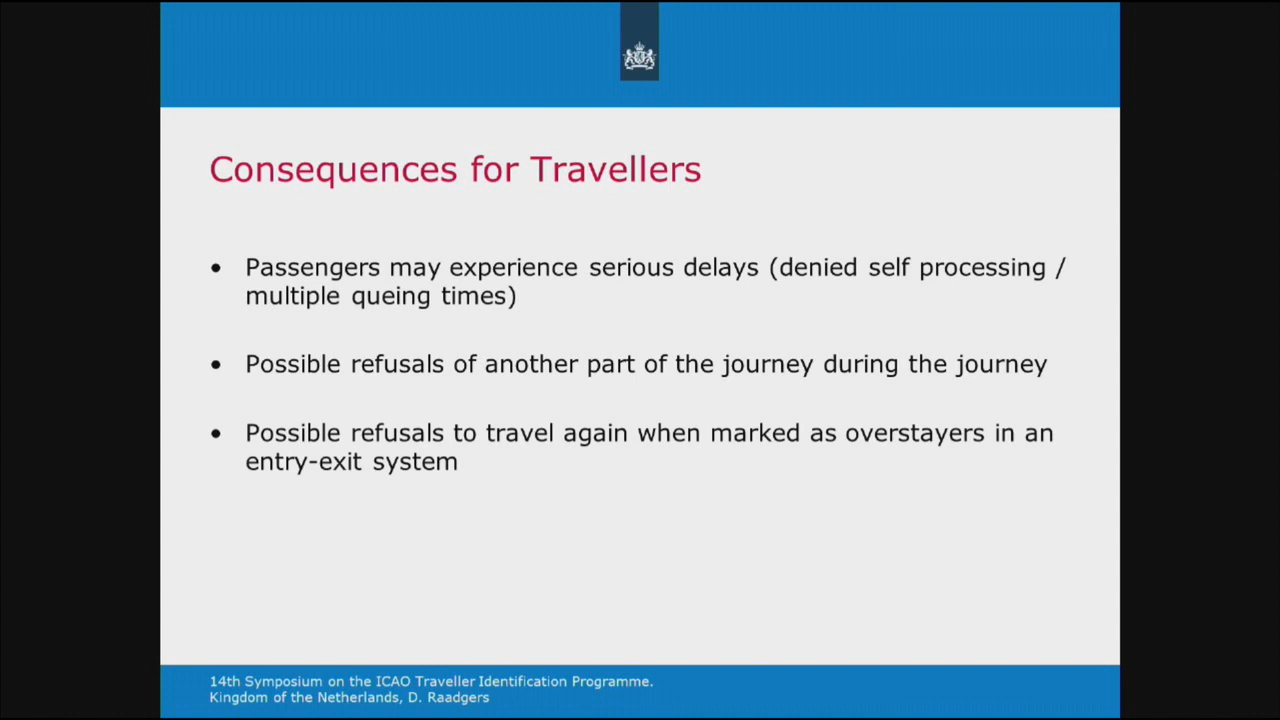 Consequences for Travellers
• Passengers may experience serious delays (denied self processing /
multiple queing times)
• Possible refusals of another part of the journey during the journey
• Possible refusals to travel again when marked as overstayers in an
entry-exit system
14th Symposium on the ICAO Traveller Identification Programme.
Kingdom of the Netherlands, D. Raadgers